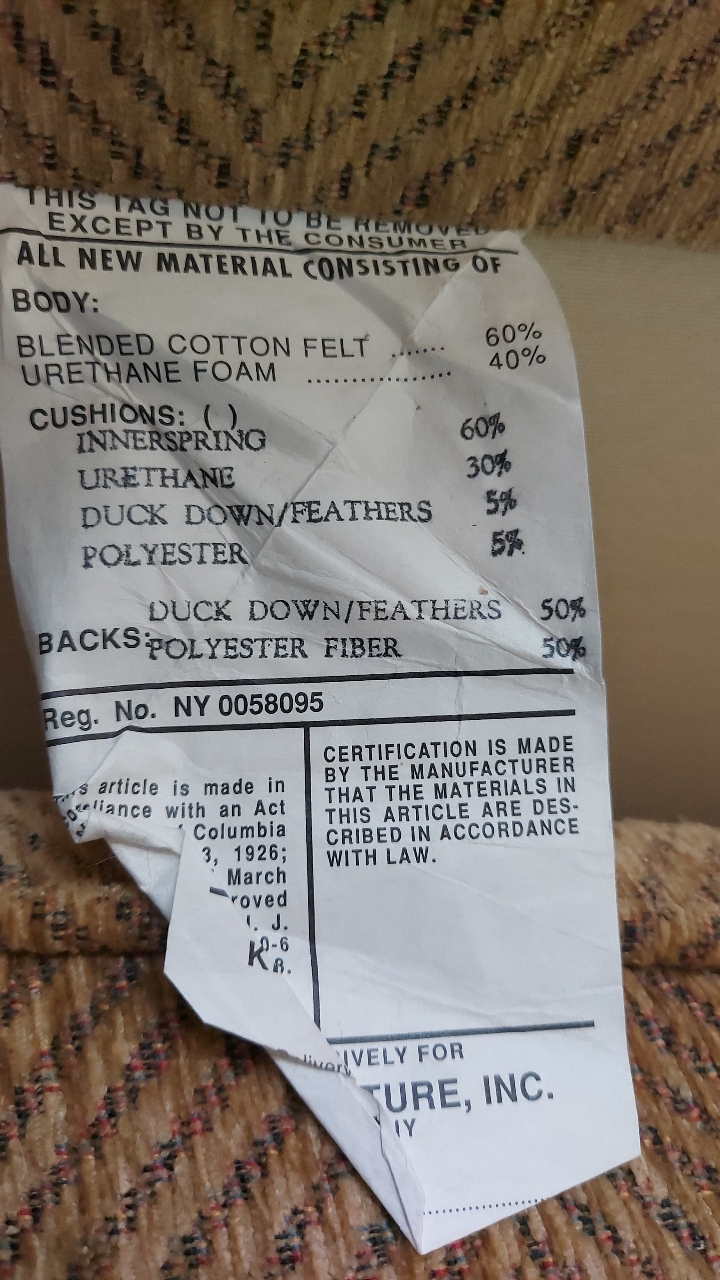 THIS TAG NOT TO BE REMOVED
EXCEPT BY THE CONSUMER
ALL NEW MATERIAL CONSISTING OF
BODY:
BLENDED COTTON FELT ....... 60%
URETHANE FOAM ................. 40%
CUSHIONS: ( )
INNERSPRING 60%
URETHANE 30%
DUCK DOWN/FEATHERS 5%
POLYESTER 5%
DUCK DOWN/FEATHERS 50%
BACKS: POLYESTER FIBER 50%
Reg. No. NY 0058095
article is made in
with an Act
Columbia
3, 1926;
March
J.
CERTIFICATION IS MADE
BY THE MANUFACTURER
THAT THE MATERIALS IN
THIS ARTICLE ARE DES-
CRIBED IN ACCORDANCE
WITH LAW.
FOR
INC.